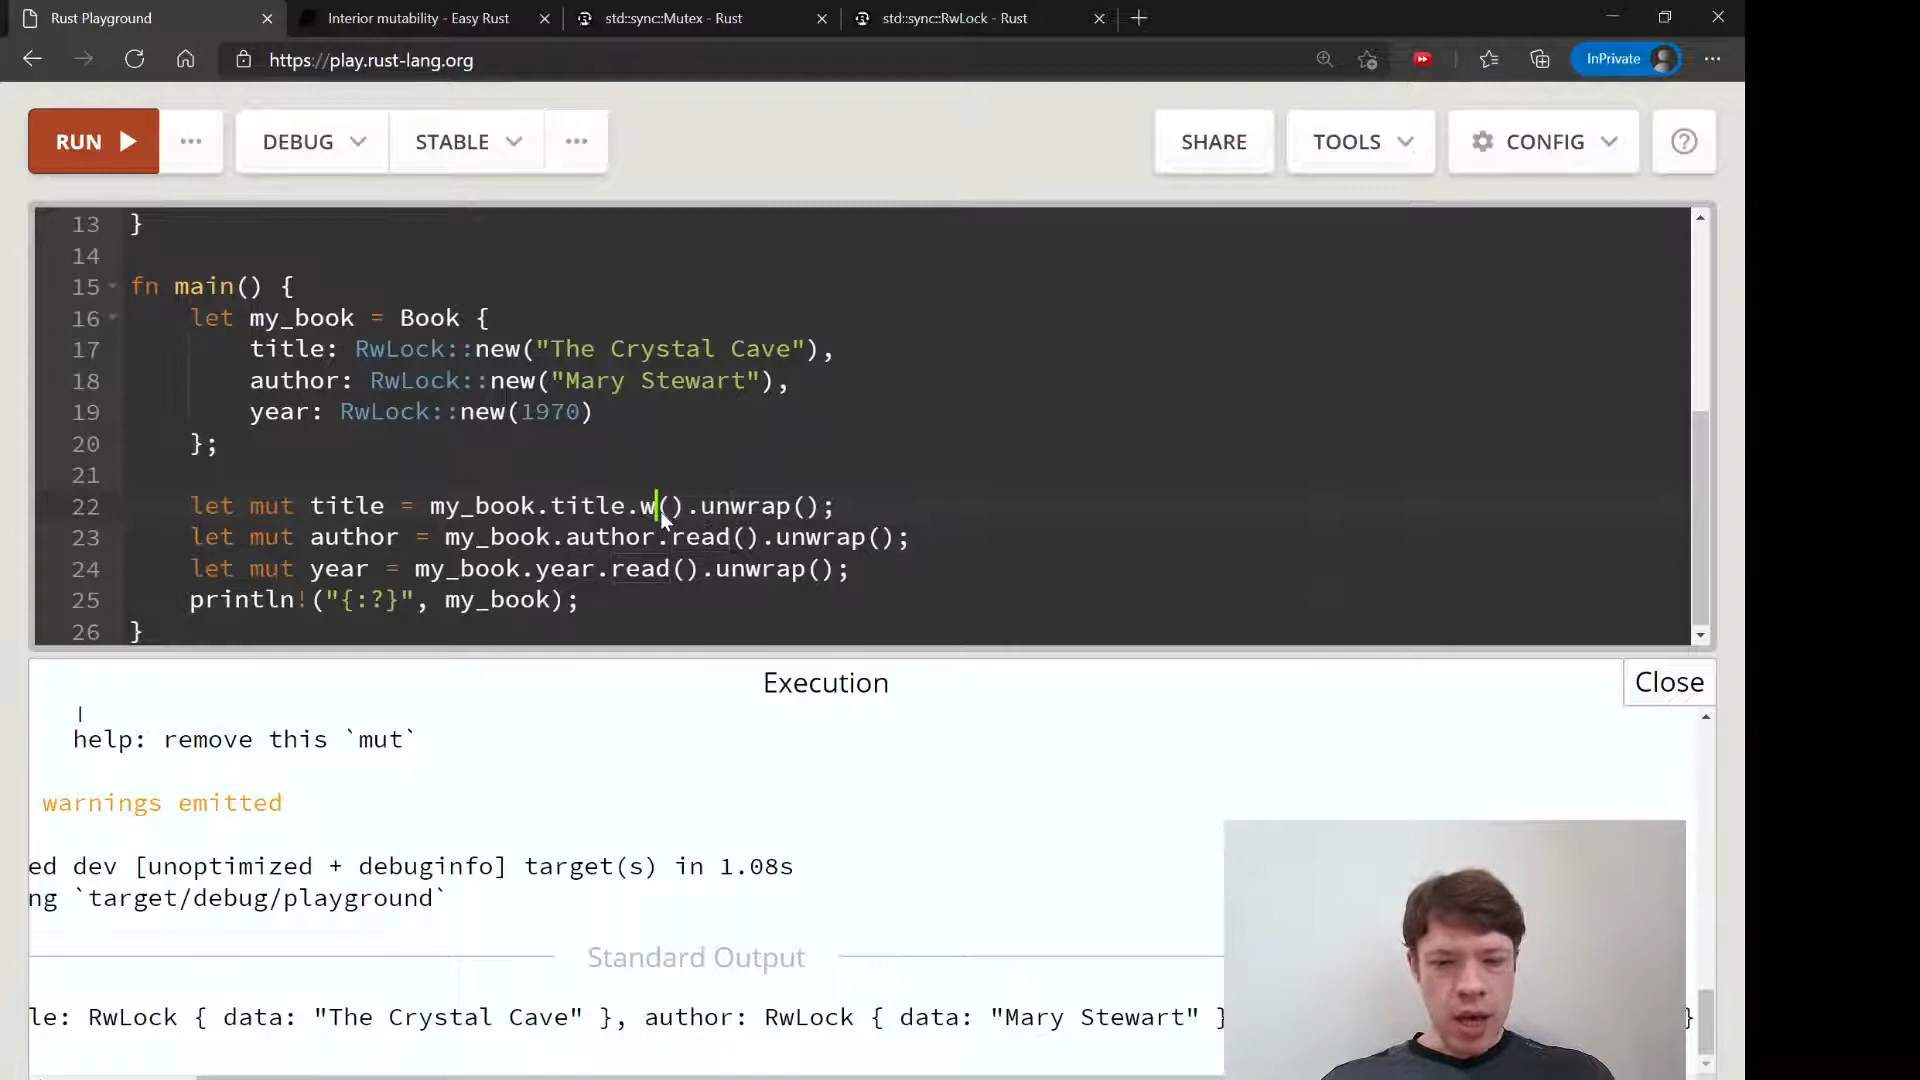 Rust Playground
Interior mutability - Easy Rust
std::sync::Mutex - Rust
std::sync::RwLock - Rust
https://play.rust-lang.org
InPrivate
RUN
DEBUG
STABLE
SHARE
TOOLS
CONFIG
13 }
14
15 fn main() {
16 let my_book = Book {
17 title: RwLock::new("The Crystal Cave"),
18 author: RwLock::new("Mary Stewart"),
19 year: RwLock::new(1970)
20 };
21
22 let mut title = my_book.title.w().unwrap();
23 let mut author = my_book.author.read().unwrap();
24 let mut year = my_book.year.read().unwrap();
25 println!("{:?}", my_book);
26 }
Execution
Close
|
help: remove this `mut`
warnings emitted
ed dev [unoptimized + debuginfo] target(s) in 1.08s
ng `target/debug/playground`
Standard Output
le: RwLock { data: "The Crystal Cave" }, author: RwLock { data: "Mary Stewart" } }